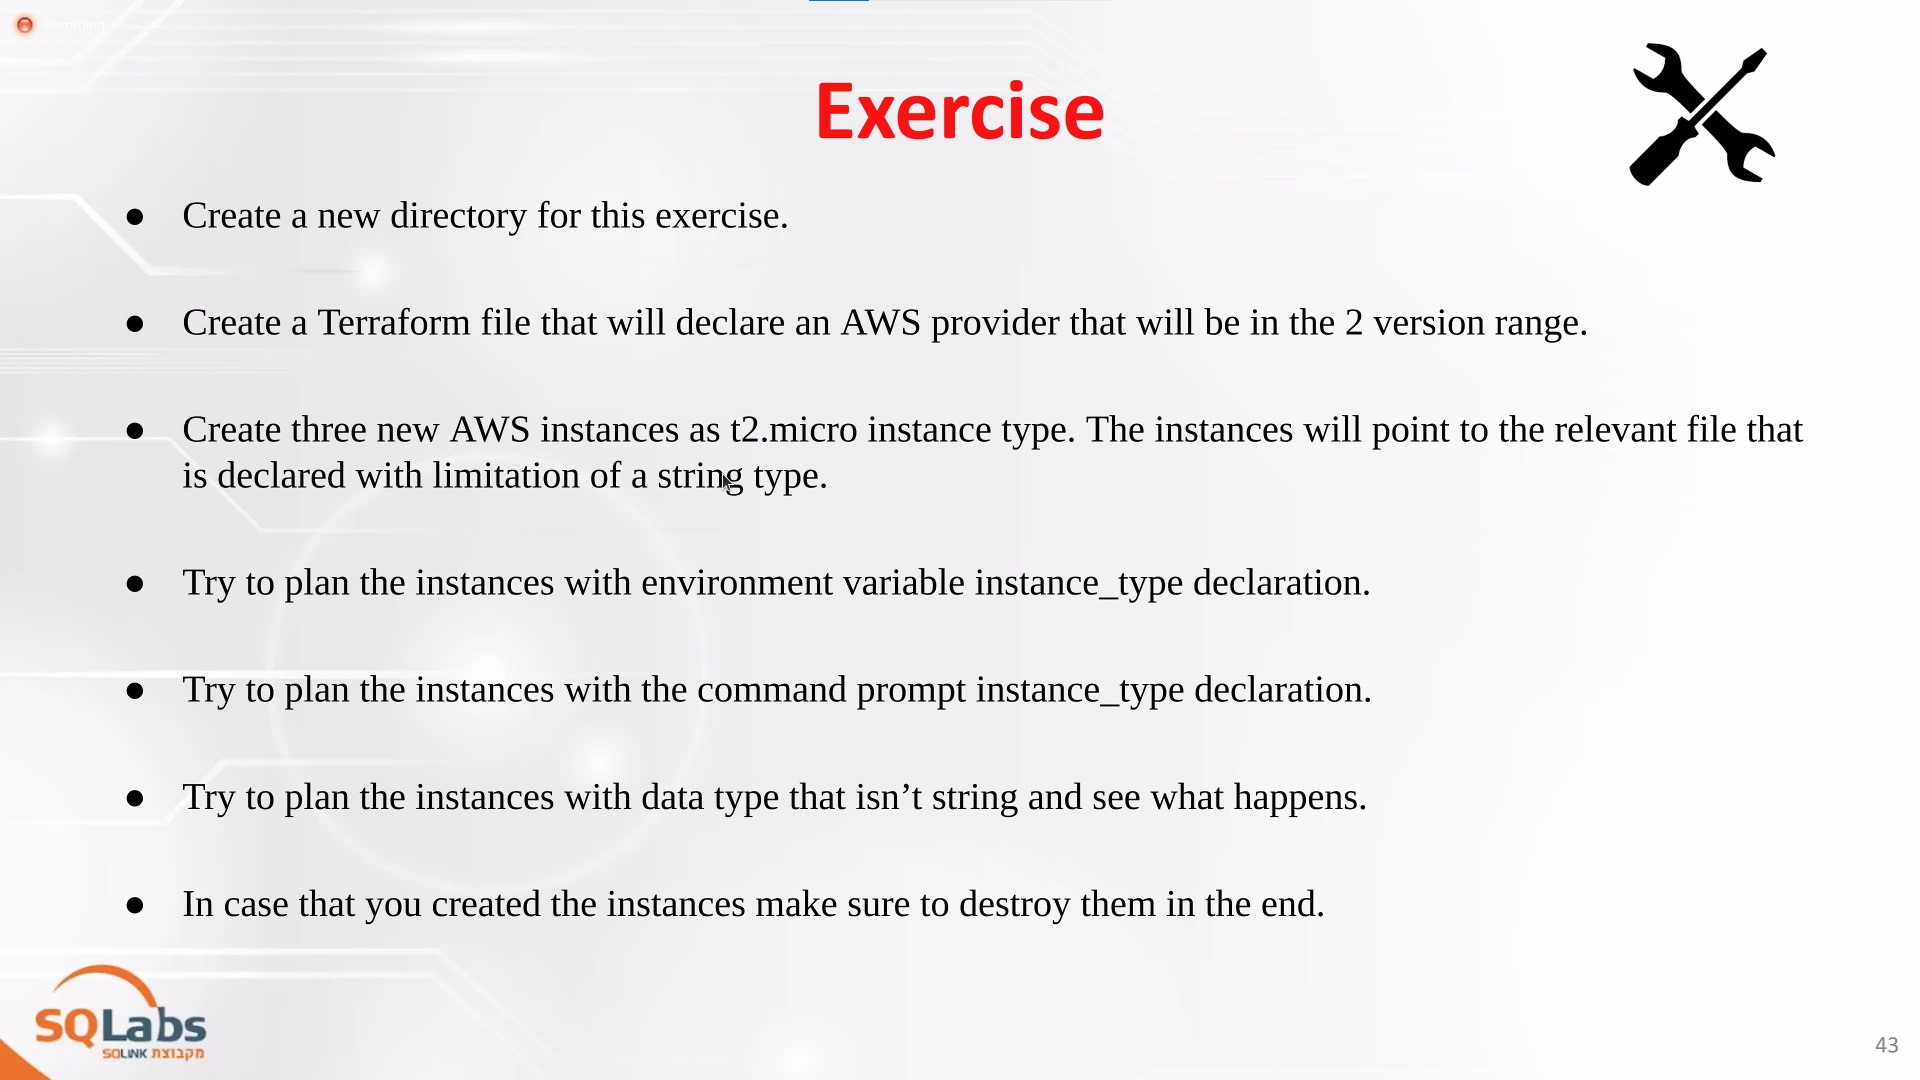 Recording
Exercise
● Create a new directory for this exercise.
● Create a Terraform file that will declare an AWS provider that will be in the 2 version range.
● Create three new AWS instances as t2.micro instance type. The instances will point to the relevant file that
is declared with limitation of a string type.
● Try to plan the instances with environment variable instance_type declaration.
● Try to plan the instances with the command prompt instance_type declaration.
● Try to plan the instances with data type that isn’t string and see what happens.
● In case that you created the instances make sure to destroy them in the end.
SQLabs
SQLINK מקבוצת
43